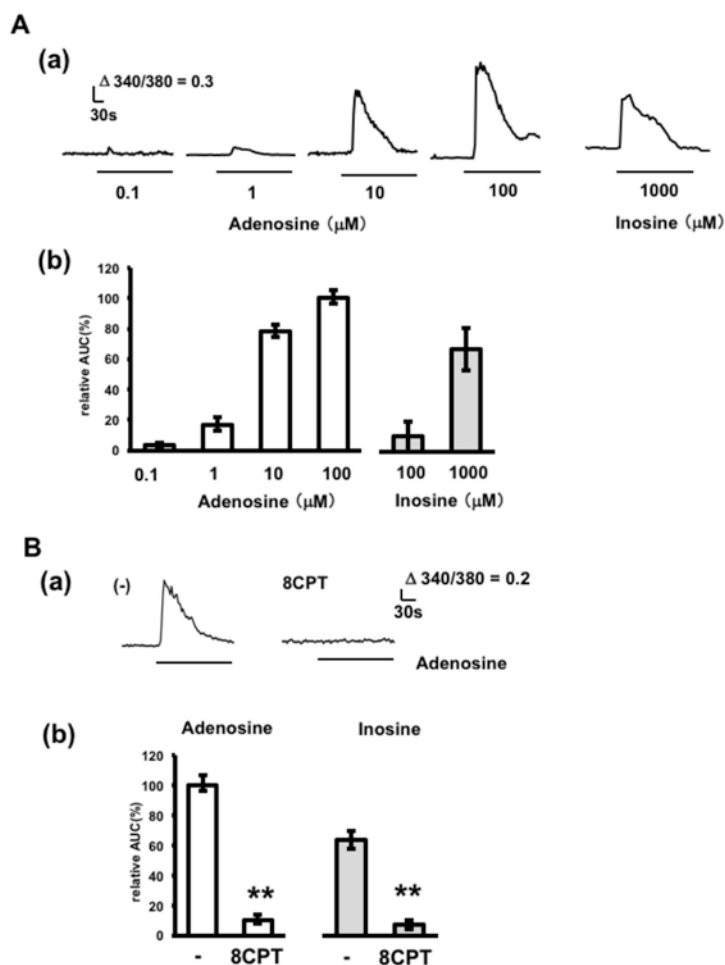 A
(a)
Δ 340/380 = 0.3
30s
0.1 1 10 100 1000
Adenosine (μM) Inosine (μM)
(b)
relative AUC(%)
120
100
80
60
40
20
0
0.1 1 10 100 100 1000
Adenosine (μM) Inosine (μM)
B
(a)
(-) 8CPT Δ 340/380 = 0.2
30s
Adenosine
(b)
Adenosine Inosine
relative AUC(%)
120
100
80
60
40
20
0
** **
- 8CPT - 8CPT